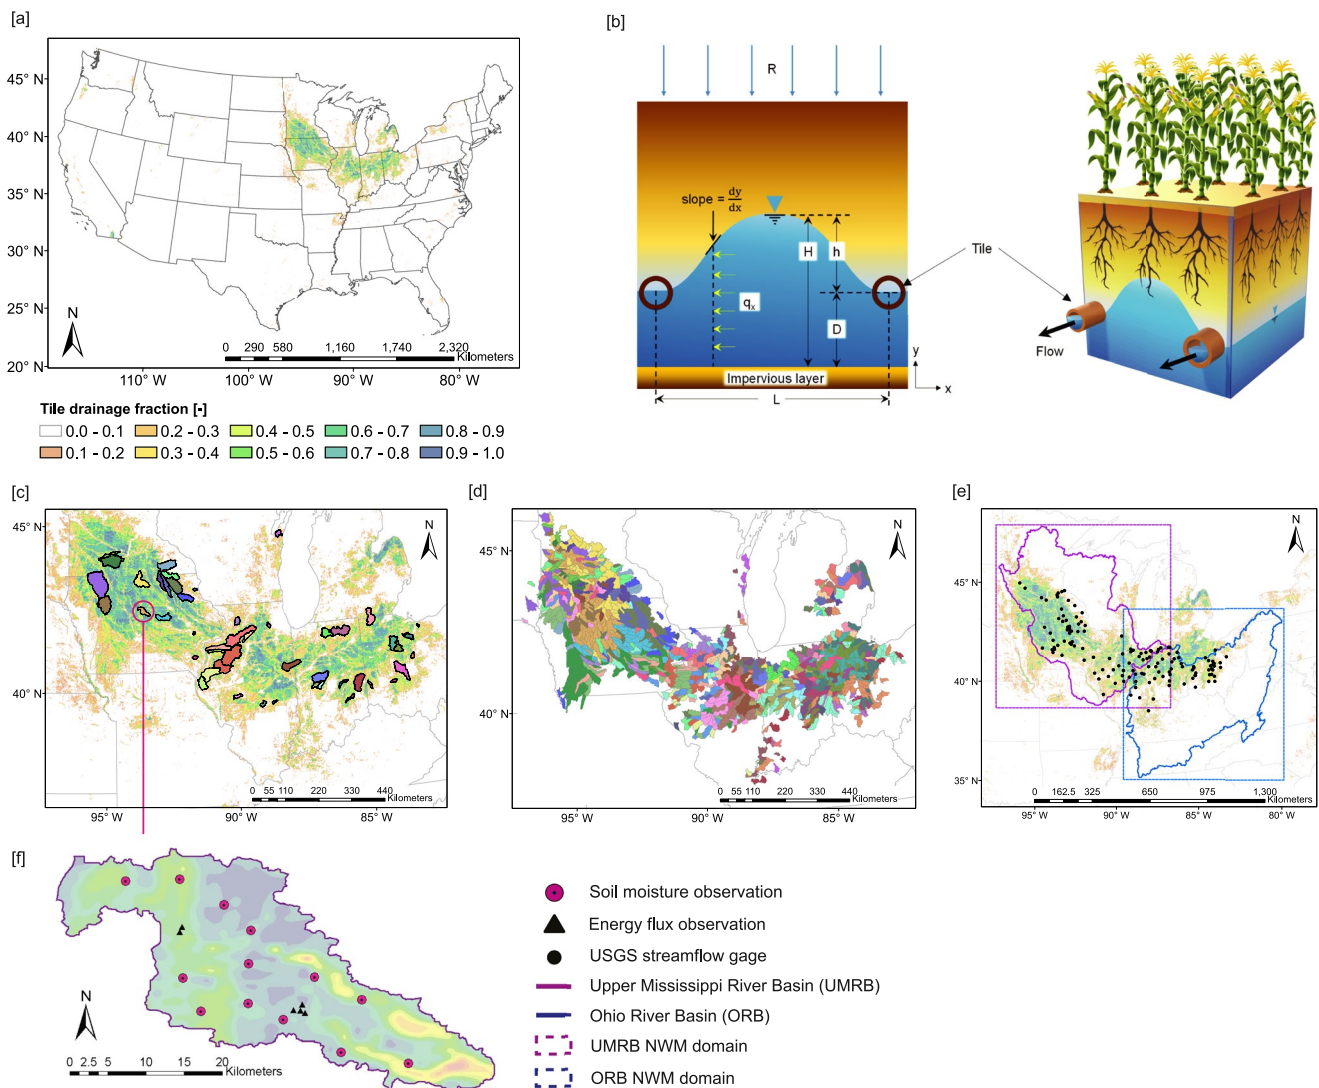 [a]
45° N
40° N
35° N
30° N
25° N
20° N
N
0 290 580 1,160 1,740 2,320
Kilometers
110° W 100° W 90° W 80° W
Tile drainage fraction [-]
0.0 - 0.1 0.2 - 0.3 0.4 - 0.5 0.6 - 0.7 0.8 - 0.9
0.1 - 0.2 0.3 - 0.4 0.5 - 0.6 0.7 - 0.8 0.9 - 1.0
[b]
R
slope = dy/dx
H
h
qx
D
Tile
Impervious layer
L
y
x
Flow
[c]
45° N
40° N
N
0 55 110 220 330 440
Kilometers
95° W 90° W 85° W
[d]
45° N
40° N
N
0 55 110 220 330 440
Kilometers
95° W 90° W 85° W
[e]
45° N
40° N
35° N
N
0 162.5 325 650 975 1,300
Kilometers
95° W 90° W 85° W 80° W
[f]
N
0 2.5 5 10 15 20
Kilometers
Soil moisture observation
Energy flux observation
USGS streamflow gage
Upper Mississippi River Basin (UMRB)
Ohio River Basin (ORB)
UMRB NWM domain
ORB NWM domain